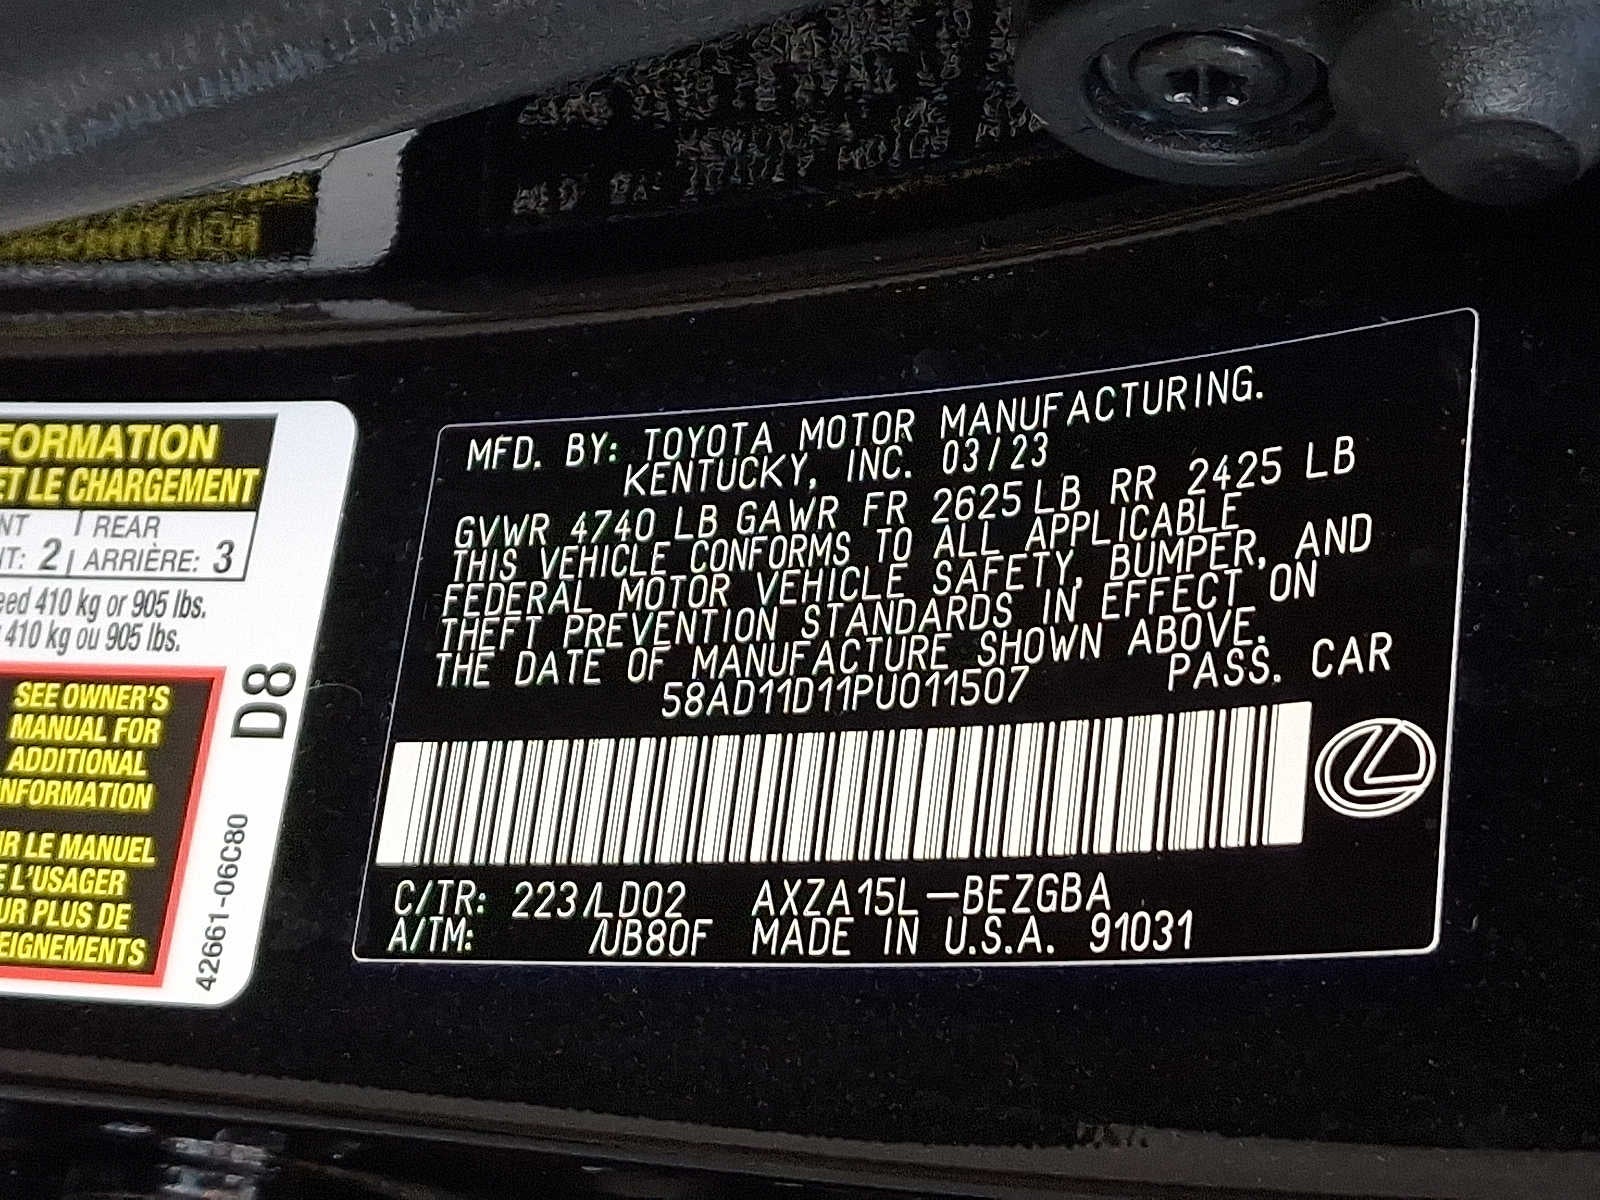 FORMATION
ET LE CHARGEMENT
NT | REAR
NT: 2 | ARRIÈRE: 3
eed 410 kg or 905 lbs.
410 kg ou 905 lbs.
SEE OWNER'S
MANUAL FOR
ADDITIONAL
NFORMATION
IR LE MANUEL
E L'USAGER
UR PLUS DE
EIGNEMENTS
D8
42661-06C80
MFD. BY: TOYOTA MOTOR MANUFACTURING.
KENTUCKY, INC. 03/23
GVWR 4740 LB GAWR FR 2625 LB RR 2425 LB
THIS VEHICLE CONFORMS TO ALL APPLICABLE
FEDERAL MOTOR VEHICLE SAFETY, BUMPER, AND
THEFT PREVENTION STANDARDS IN EFFECT ON
THE DATE OF MANUFACTURE SHOWN ABOVE.
58AD11D11PU011507 PASS. CAR
C/TR: 223/LD02 AXZA15L-BEZGBA
A/TM: /UB80F MADE IN U.S.A. 91031